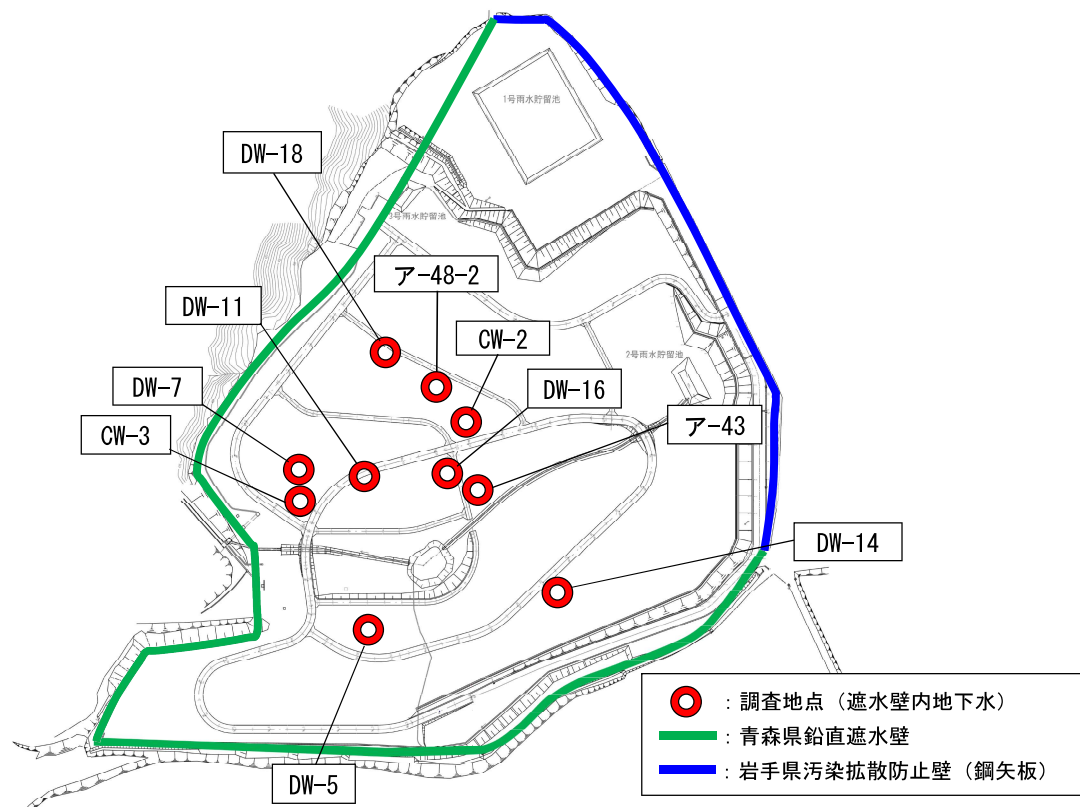 1号雨水貯留池
DW-18
3号雨水貯留池
ア-48-2
DW-11
CW-2
2号雨水貯留池
DW-7
DW-16
CW-3
ア-43
DW-14
DW-5
：調査地点（遮水壁内地下水）
：青森県鉛直遮水壁
：岩手県汚染拡散防止壁（鋼矢板）